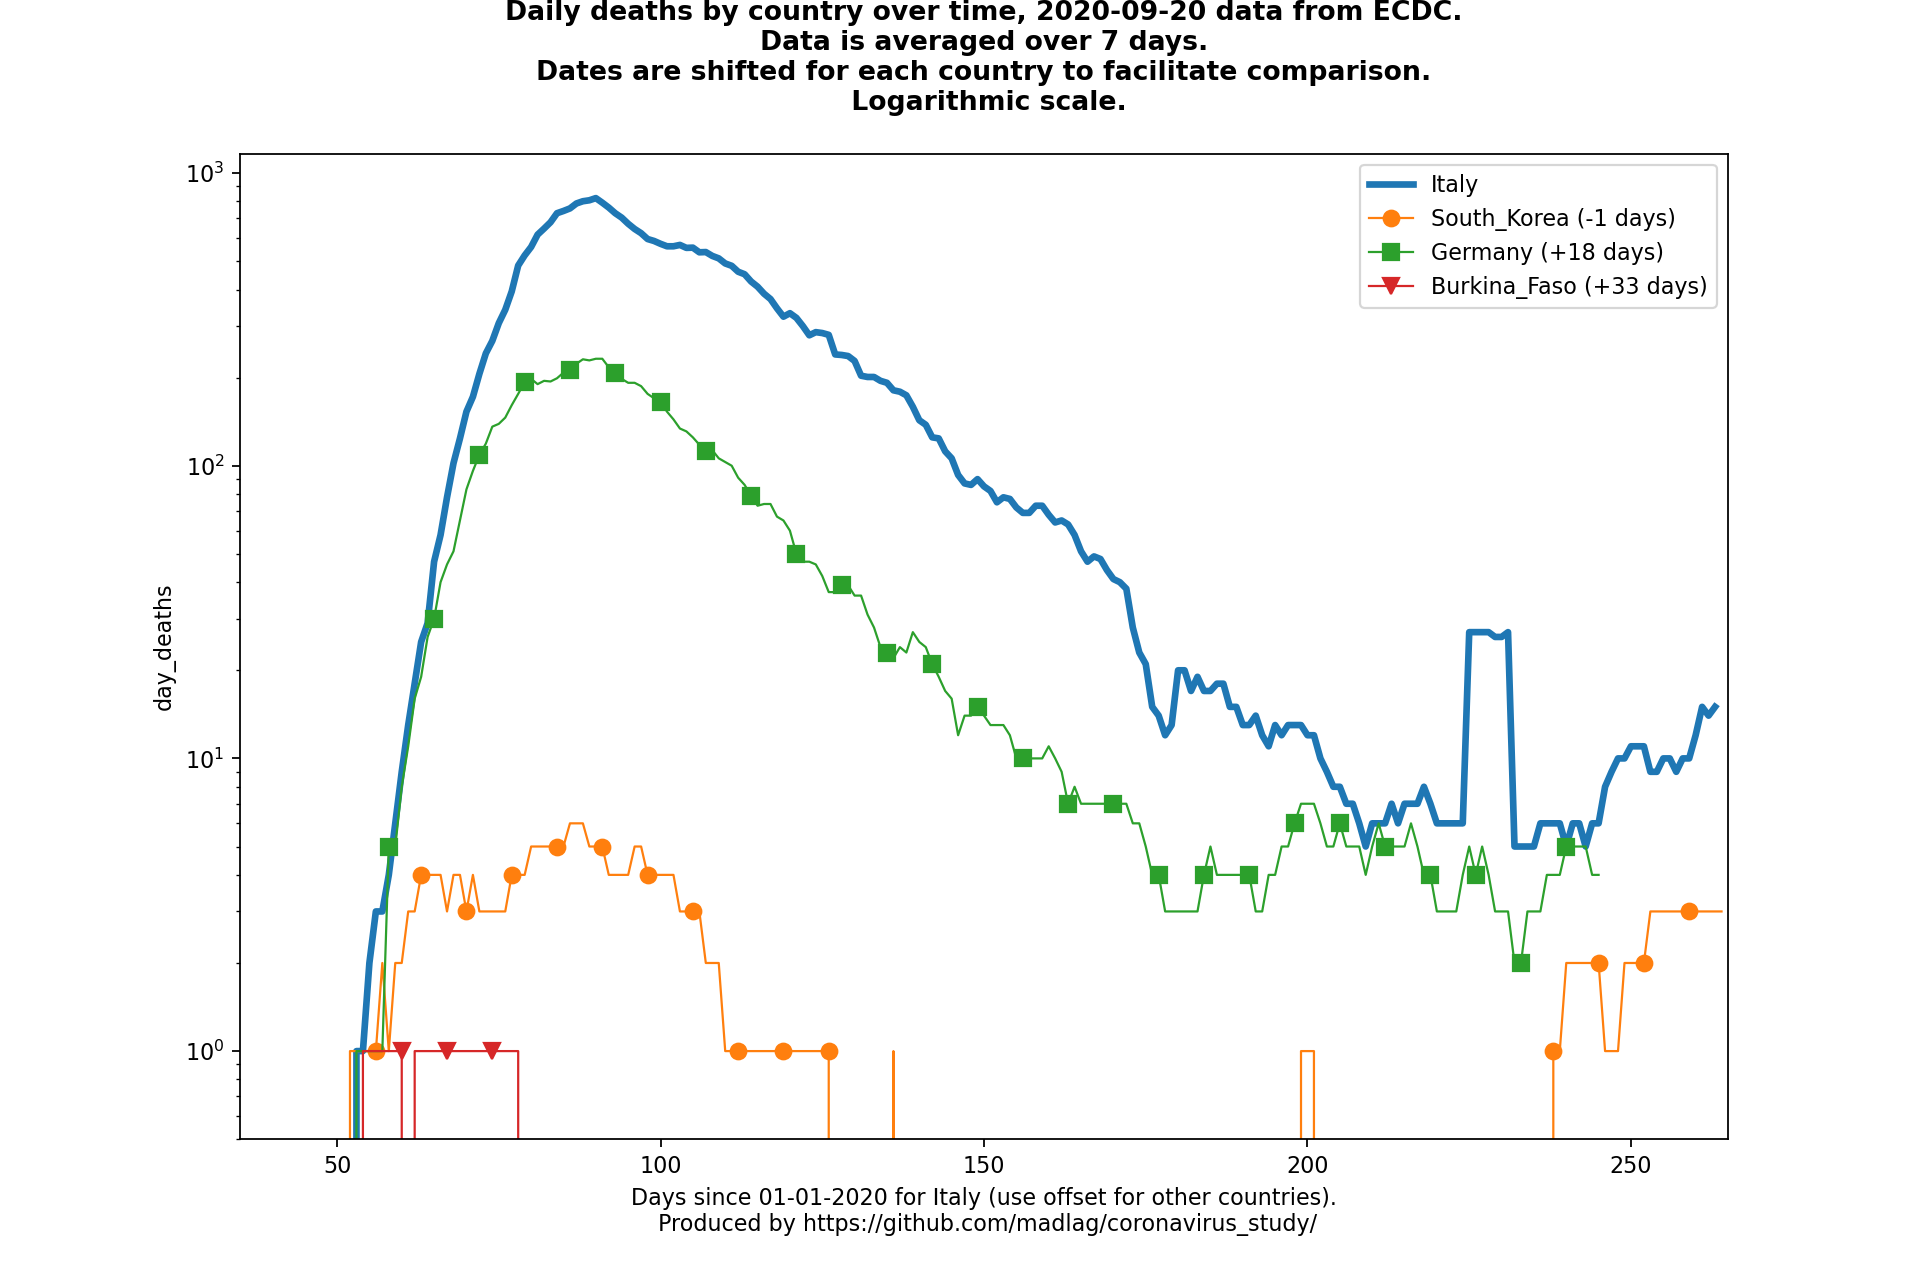 Daily deaths by country over time, 2020-09-20 data from ECDC.
Data is averaged over 7 days.
Dates are shifted for each country to facilitate comparison.
Logarithmic scale.
10³
10²
10¹
10⁰
day_deaths
Italy
South_Korea (-1 days)
Germany (+18 days)
Burkina_Faso (+33 days)
50
100
150
200
250
Days since 01-01-2020 for Italy (use offset for other countries).
Produced by https://github.com/madlag/coronavirus_study/